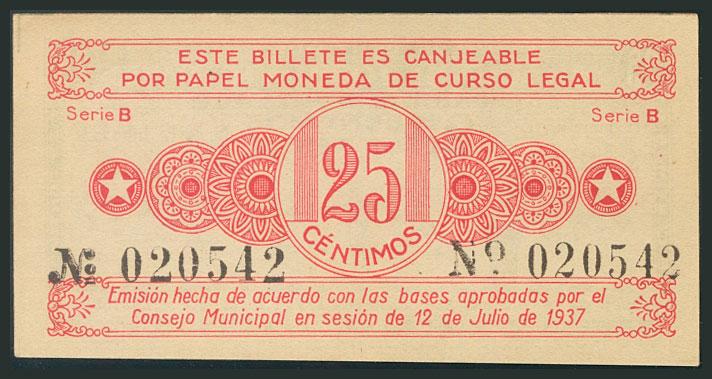 ESTE BILLETE ES CANJEABLE
POR PAPEL MONEDA DE CURSO LEGAL
Serie B Serie B
25
CÉNTIMOS
Nº 020542 Nº 020542
Emisión hecha de acuerdo con las bases aprobadas por el
Consejo Municipal en sesión de 12 de Julio de 1937